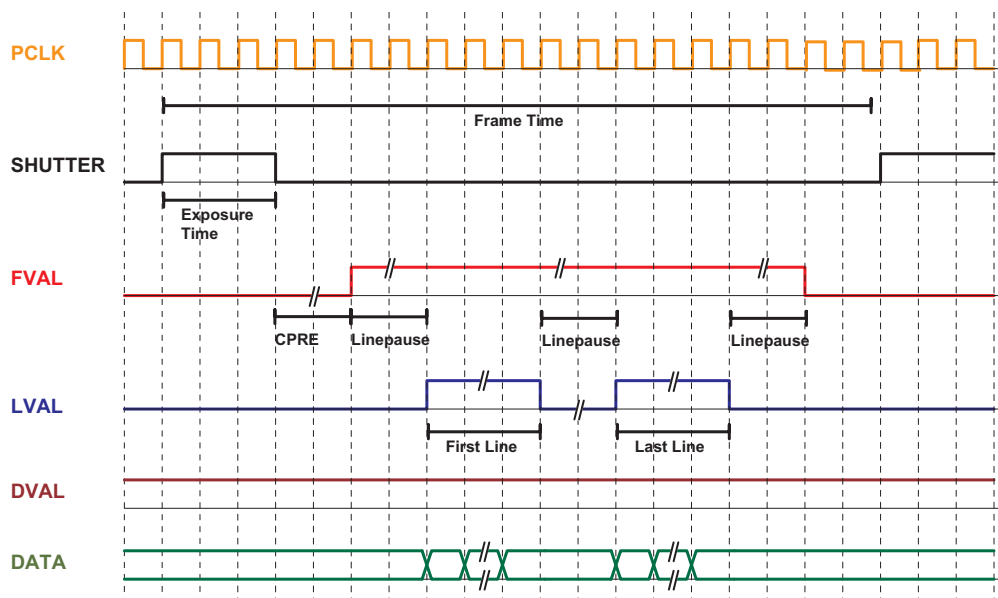 PCLK
Frame Time
SHUTTER
Exposure
Time
FVAL
CPRE
Linepause
Linepause
Linepause
LVAL
First Line
Last Line
DVAL
DATA